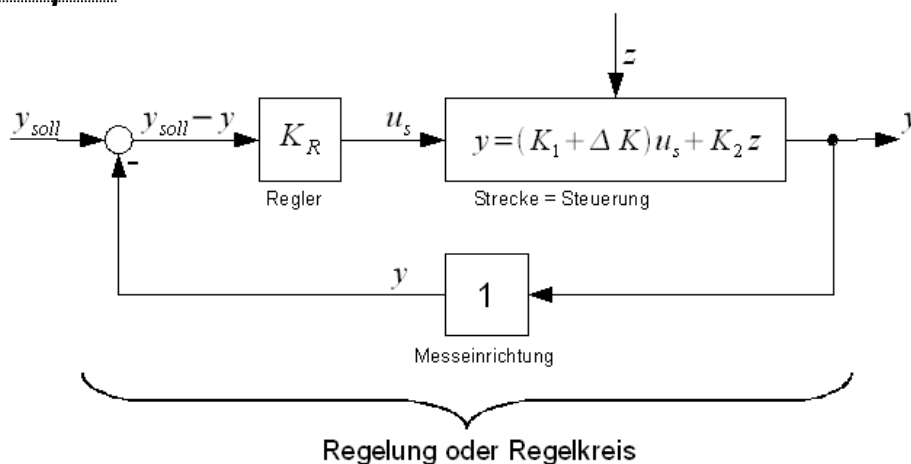 z
y_soll
y_soll − y
K_R
u_s
y = (K_1 + Δ K) u_s + K_2 z
y
-
Regler
Strecke = Steuerung
y
1
Messeinrichtung
Regelung oder Regelkreis